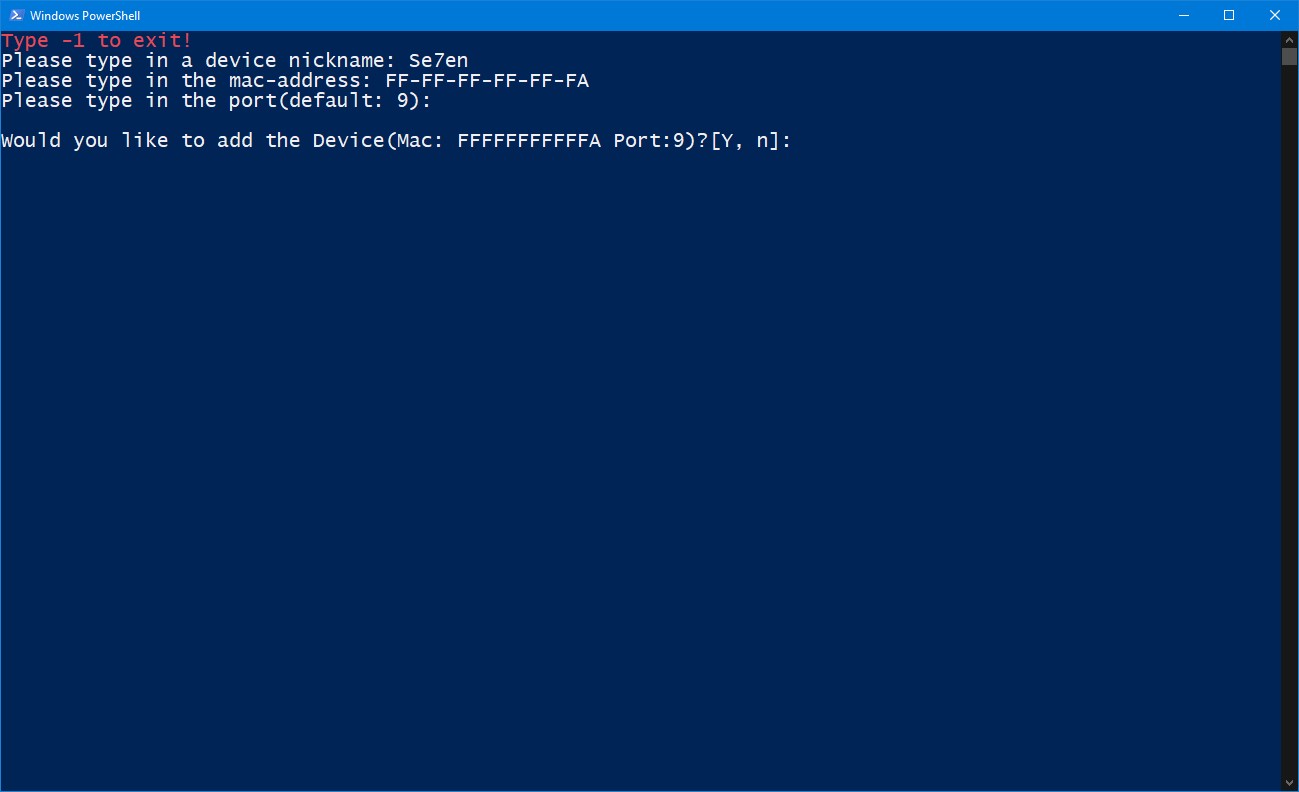 Windows PowerShell
Type -1 to exit!
Please type in a device nickname: Se7en
Please type in the mac-address: FF-FF-FF-FF-FF-FA
Please type in the port(default: 9):
Would you like to add the Device(Mac: FFFFFFFFFFFA Port:9)?[Y, n]: